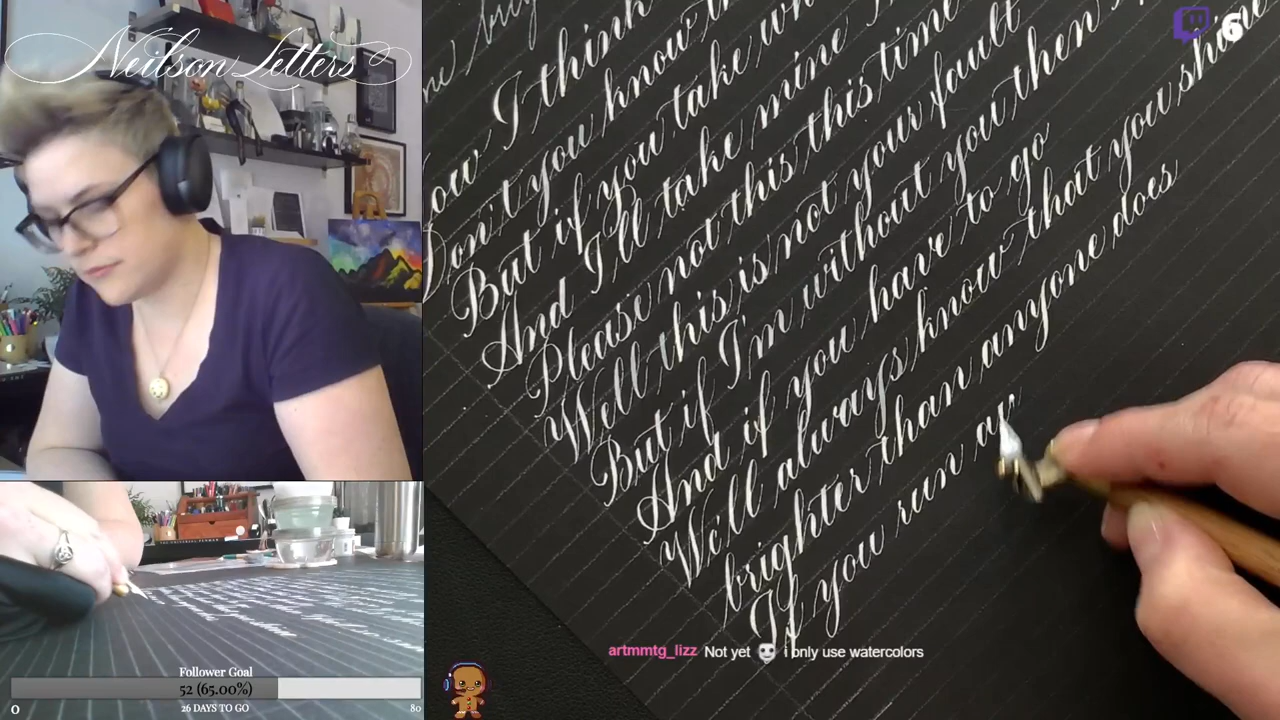 Neilson Letters
6
I think
Don't you know
But if you take
And I'll take mine
Please not this this time
Well this is not your fault
But if I'm without you then
And if you have to go
We'll always know that you shine
brighter than anyone does
If you run aw
artmmtg_lizz Not yet i only use watercolors
Follower Goal
52 (65.00%)
0 26 DAYS TO GO 80